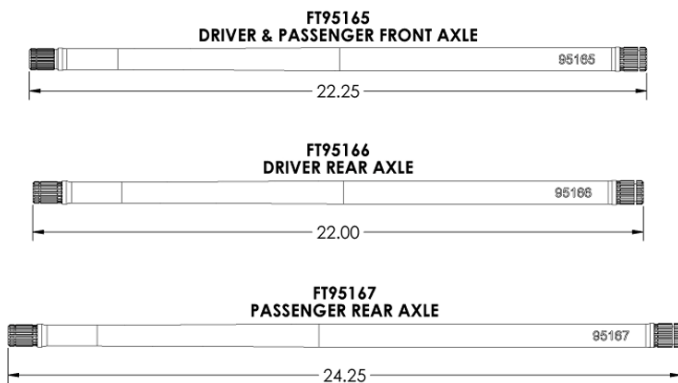 FT95165
DRIVER & PASSENGER FRONT AXLE
95165
22.25
FT95166
DRIVER REAR AXLE
95166
22.00
FT95167
PASSENGER REAR AXLE
95167
24.25